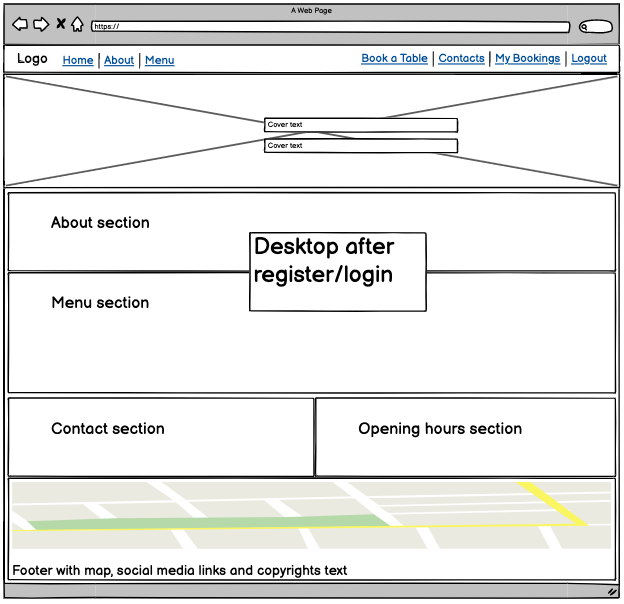 A Web Page
https://
Logo Home About Menu Book a Table Contacts My Bookings Logout
Cover text
Cover text
About section
Desktop after
register/login
Menu section
Contact section Opening hours section
Footer with map, social media links and copyrights text